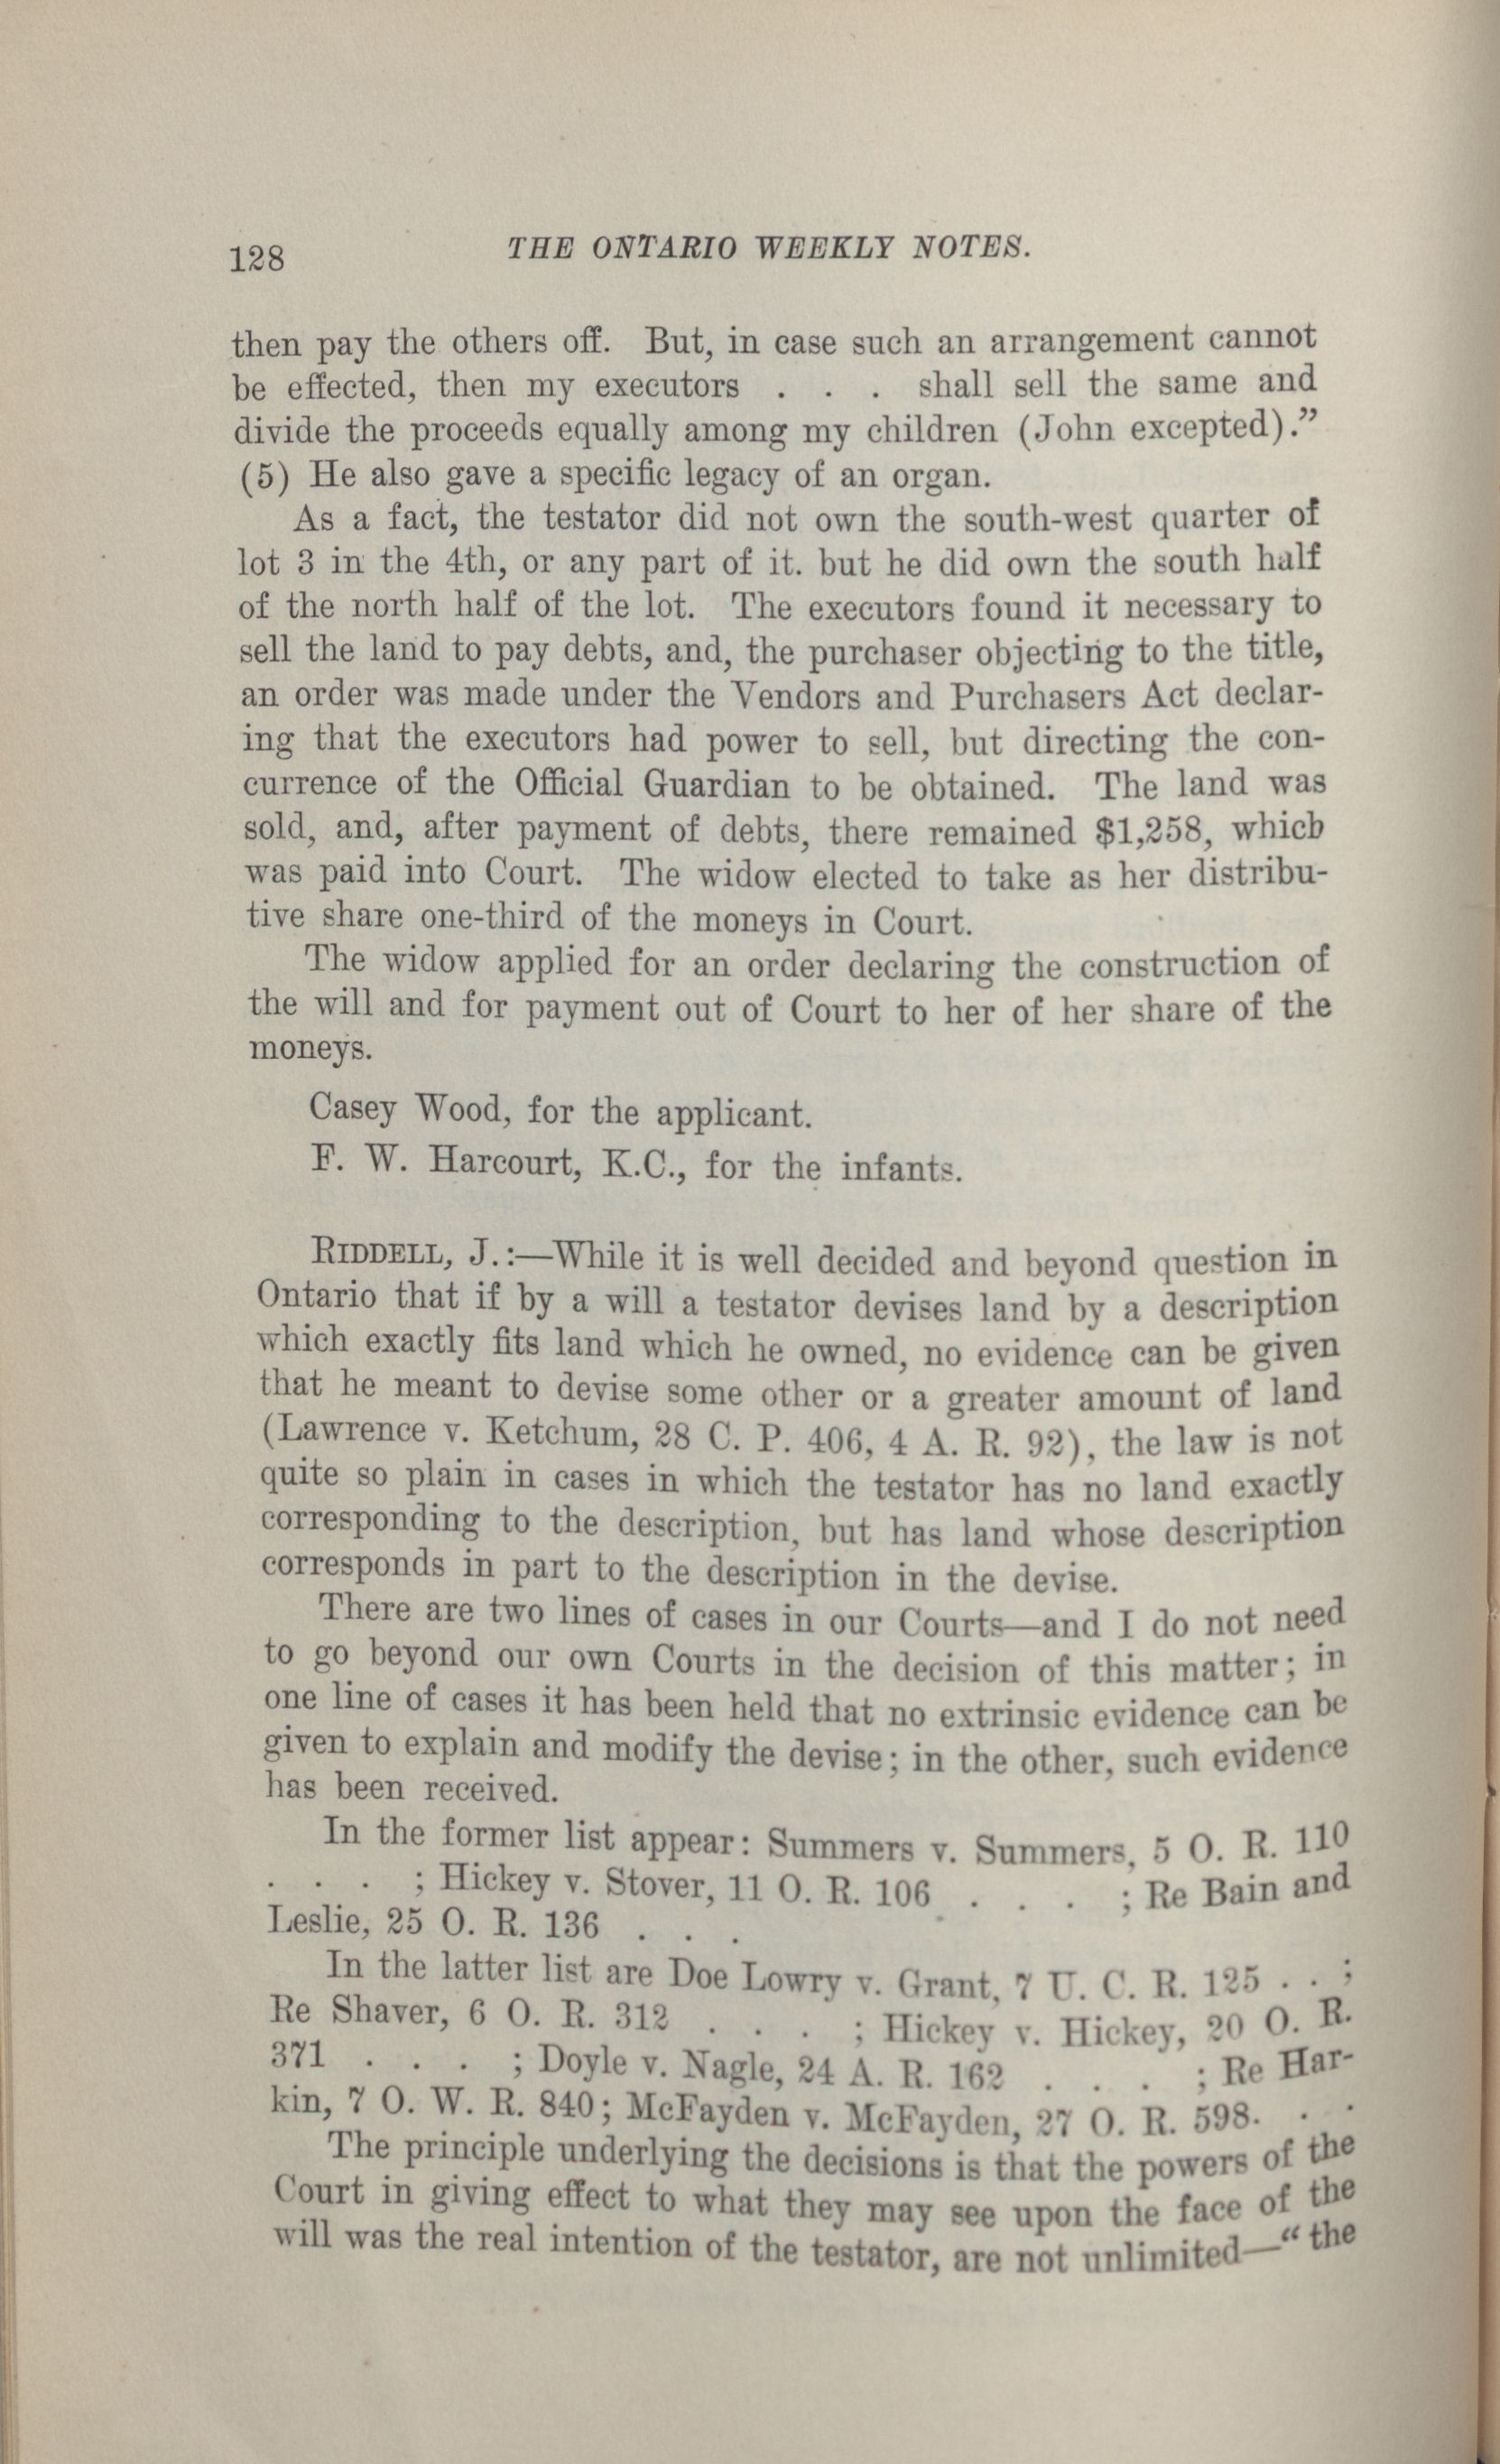 128
THE ONTARIO WEEKLY NOTES.
then pay the others off. But, in case such an arrangement cannot
be effected, then my executors . . . shall sell the same and
divide the proceeds equally among my children (John excepted)."
(5) He also gave a specific legacy of an organ.
As a fact, the testator did not own the south-west quarter of
lot 3 in the 4th, or any part of it. but he did own the south half
of the north half of the lot. The executors found it necessary to
sell the land to pay debts, and, the purchaser objecting to the title,
an order was made under the Vendors and Purchasers Act declar-
ing that the executors had power to sell, but directing the con-
currence of the Official Guardian to be obtained. The land was
sold, and, after payment of debts, there remained $1,258, which
was paid into Court. The widow elected to take as her distribu-
tive share one-third of the moneys in Court.
The widow applied for an order declaring the construction of
the will and for payment out of Court to her of her share of the
moneys.
Casey Wood, for the applicant.
F. W. Harcourt, K.C., for the infants.
RIDDELL, J.:—While it is well decided and beyond question in
Ontario that if by a will a testator devises land by a description
which exactly fits land which he owned, no evidence can be given
that he meant to devise some other or a greater amount of land
(Lawrence v. Ketchum, 28 C. P. 406, 4 A. R. 92), the law is not
quite so plain in cases in which the testator has no land exactly
corresponding to the description, but has land whose description
corresponds in part to the description in the devise.
There are two lines of cases in our Courts—and I do not need
to go beyond our own Courts in the decision of this matter; in
one line of cases it has been held that no extrinsic evidence can be
given to explain and modify the devise; in the other, such evidence
has been received.
In the former list appear: Summers v. Summers, 5 O. R. 110
. . . ; Hickey v. Stover, 11 O. R. 106 . . . ; Re Bain and
Leslie, 25 O. R. 136 . . .
In the latter list are Doe Lowry v. Grant, 7 U. C. R. 125 . . ;
Re Shaver, 6 O. R. 312 . . . ; Hickey v. Hickey, 20 O. R.
371 . . . ; Doyle v. Nagle, 24 A. R. 162 . . . ; Re Har-
kin, 7 O. W. R. 840; McFayden v. McFayden, 27 O. R. 598. . .
The principle underlying the decisions is that the powers of the
Court in giving effect to what they may see upon the face of the
will was the real intention of the testator, are not unlimited—"the